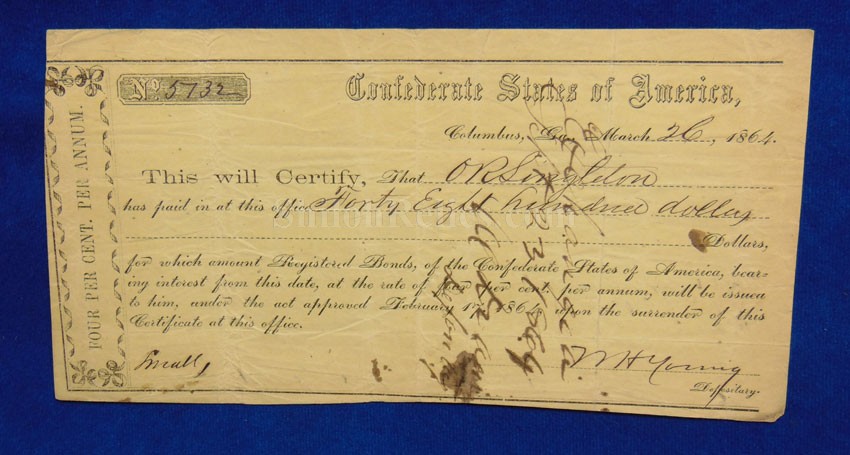 No 5732
Confederate States of America,
Columbus, Ga., March 26, 1864.
This will Certify, That OR Singleton
has paid in at this office Forty Eight hundred dollars
Dollars,
for which amount Registered Bonds, of the Confederate States of America, bear-
ing interest from this date, at the rate of four per cent. per annum, will be issued
to him, under the act approved February 17, 1864, upon the surrender of this
Certificate at this office.
W H Young
Depositary.
FOUR PER CENT. PER ANNUM.